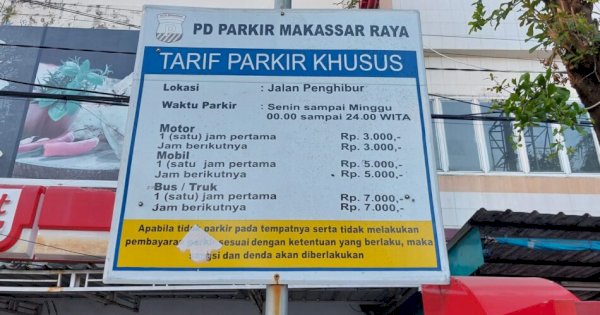 PD PARKIR MAKASSAR RAYA
TARIF PARKIR KHUSUS
Lokasi : Jalan Penghibur
Waktu Parkir : Senin sampai Minggu
00.00 sampai 24.00 WITA
Motor
1 (satu) jam pertama Rp. 3.000,-
Jam berikutnya Rp. 3.000,-
Mobil
1 (satu) jam pertama Rp. 5.000,-
Jam berikutnya Rp. 5.000,-
Bus / Truk
1 (satu) jam pertama Rp. 7.000,-
Jam berikutnya Rp. 7.000,-
Apabila tidak parkir pada tempatnya serta tidak melakukan
pembayaran parkir sesuai dengan ketentuan yang berlaku, maka
dan denda akan diberlakukan